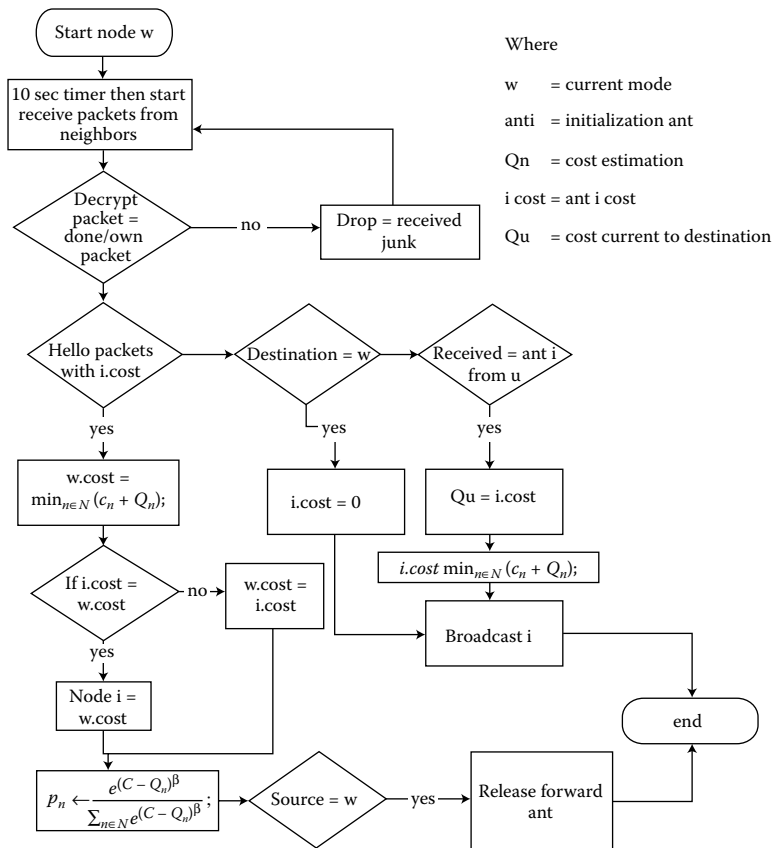 Start node w
10 sec timer then start
receive packets from
neighbors
Decrypt
packet =
done/own
packet
no
Drop = received
junk
Where
w = current mode
anti = initialization ant
Qn = cost estimation
i cost = ant i cost
Qu = cost current to destination
Hello packets
with i.cost
Destination = w
Received = ant i
from u
yes
yes
yes
w.cost =
min_{n∈N} (c_n + Q_n);
i.cost = 0
Qu = i.cost
i.cost min_{n∈N} (c_n + Q_n);
If i.cost =
w.cost
no
w.cost =
i.cost
Broadcast i
yes
Node i =
w.cost
end
p_n ← e^{(C – Q_n)^β} / ∑_{n∈N} e^{(C – Q_n)^β} ;
Source = w
yes
Release forward
ant